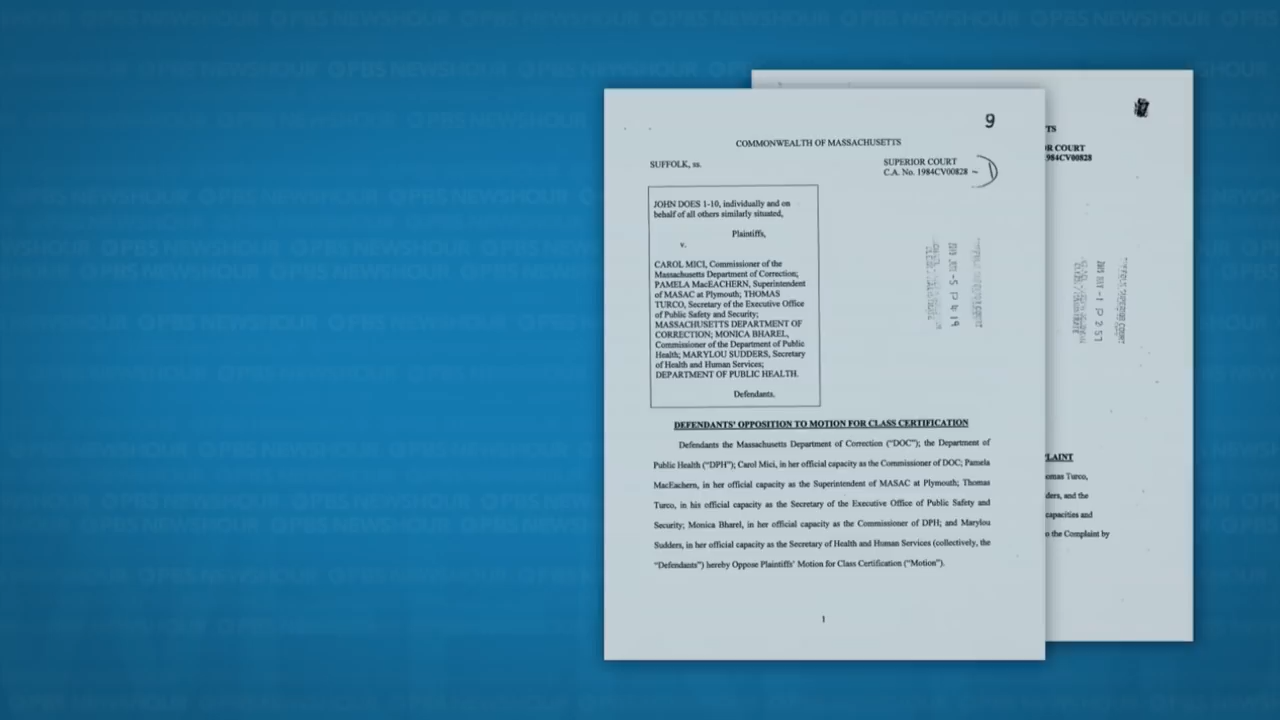 9
COMMONWEALTH OF MASSACHUSETTS
SUFFOLK, ss.
SUPERIOR COURT
C.A. No. 1984CV00828 - D
JOHN DOES 1-10, individually and on
behalf of all others similarly situated,
Plaintiffs,
v.
CAROL MICI, Commissioner of the
Massachusetts Department of Correction;
PAMELA MacEACHERN, Superintendent
of MASAC at Plymouth; THOMAS
TURCO, Secretary of the Executive Office
of Public Safety and Security;
MASSACHUSETTS DEPARTMENT OF
CORRECTION; MONICA BHAREL,
Commissioner of the Department of Public
Health; MARYLOU SUDDERS, Secretary
of Health and Human Services;
DEPARTMENT OF PUBLIC HEALTH.
Defendants.
DEFENDANTS' OPPOSITION TO MOTION FOR CLASS CERTIFICATION
Defendants the Massachusetts Department of Correction ("DOC"); the Department of
Public Health ("DPH"); Carol Mici, in her official capacity as the Commissioner of DOC; Pamela
MacEachern, in her official capacity as the Superintendent of MASAC at Plymouth; Thomas
Turco, in his official capacity as the Secretary of the Executive Office of Public Safety and
Security; Monica Bharel, in her official capacity as the Commissioner of DPH; and Marylou
Sudders, in her official capacity as the Secretary of Health and Human Services (collectively, the
"Defendants") hereby Oppose Plaintiffs' Motion for Class Certification ("Motion").
1
TS
R COURT
984CV00828
P 2:57
LAINT
omas Turco,
ders, and the
capacities and
o the Complaint by
PBS NEWSHOUR